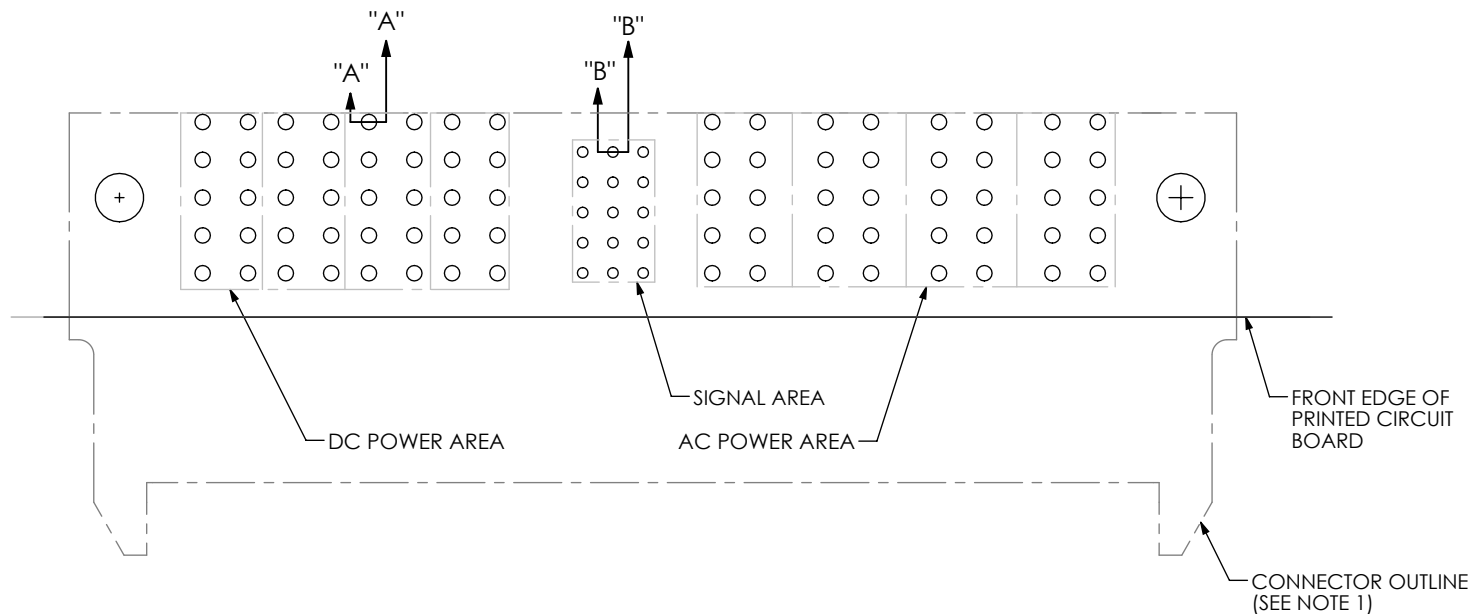 "A"
"B"
"A"
"B"
SIGNAL AREA
FRONT EDGE OF
PRINTED CIRCUIT
BOARD
DC POWER AREA
AC POWER AREA
CONNECTOR OUTLINE
(SEE NOTE 1)